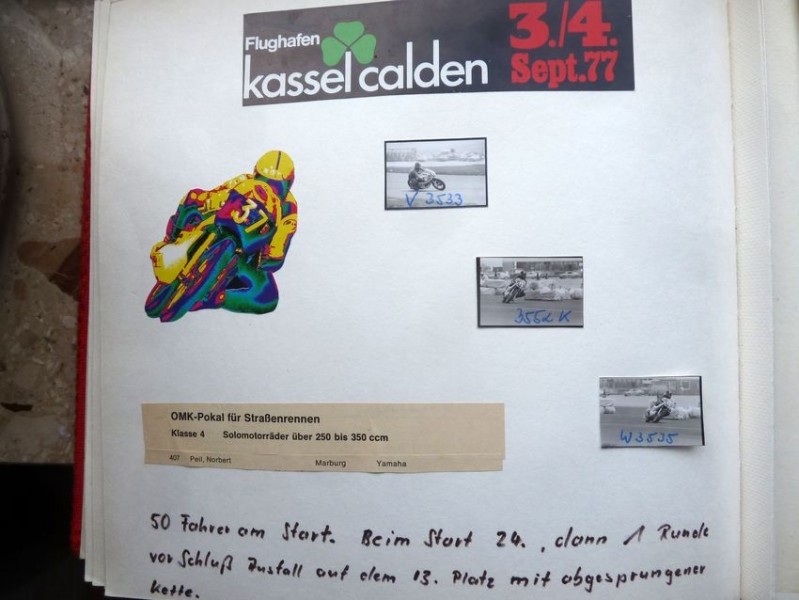 Flughafen
kassel calden
3./4.
Sept.77
37
V 3533
3552 K
W 3535
OMK-Pokal für Straßenrennen
Klasse 4 Solomotorräder über 250 bis 350 ccm
407 Peil, Norbert Marburg Yamaha
50 Fahrer am Start. Beim Start 24., dann 1 Runde
vor Schluß Ausfall auf dem 13. Platz mit abgesprungener
Kette.